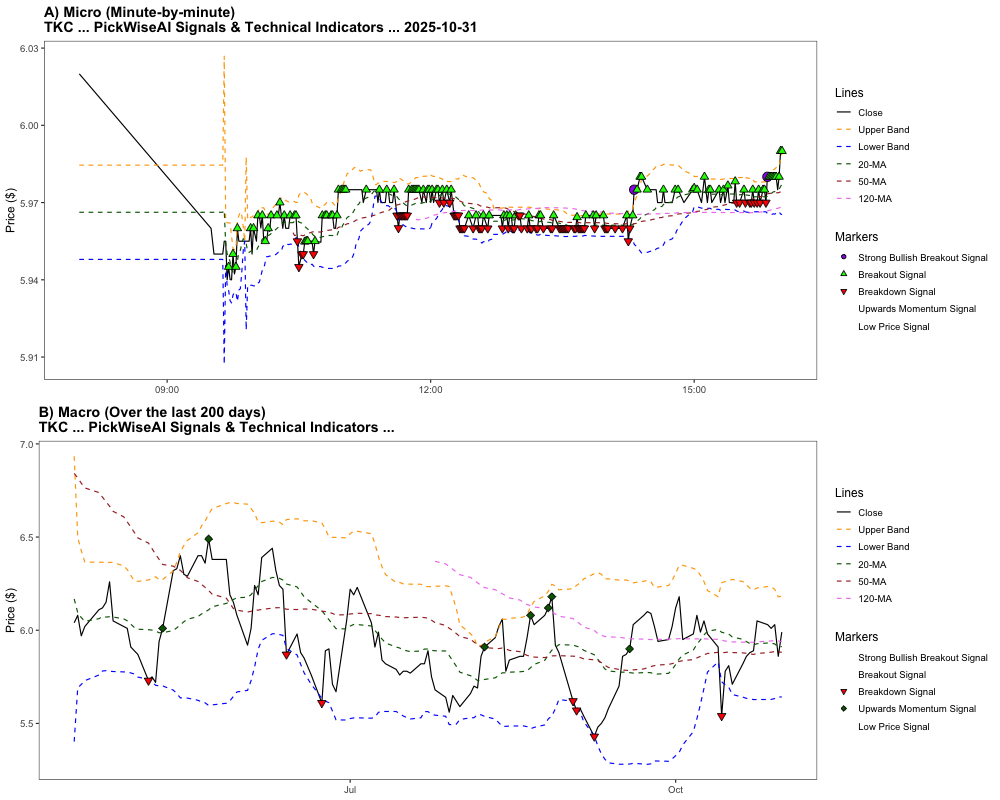 A) Micro (Minute-by-minute)
TKC ... PickWiseAI Signals & Technical Indicators ... 2025-10-31
Price ($)
6.03
6.00
5.97
5.94
5.91
09:00
12:00
15:00
Lines
Close
Upper Band
Lower Band
20-MA
50-MA
120-MA
Markers
Strong Bullish Breakout Signal
Breakout Signal
Breakdown Signal
Upwards Momentum Signal
Low Price Signal
B) Macro (Over the last 200 days)
TKC ... PickWiseAI Signals & Technical Indicators ...
Price ($)
7.0
6.5
6.0
5.5
Jul
Oct
Lines
Close
Upper Band
Lower Band
20-MA
50-MA
120-MA
Markers
Strong Bullish Breakout Signal
Breakout Signal
Breakdown Signal
Upwards Momentum Signal
Low Price Signal